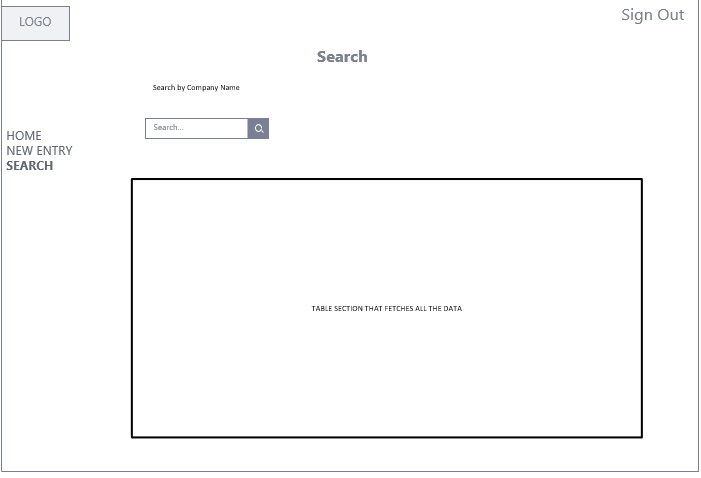 LOGO
Sign Out
Search
Search by Company Name
Search...
HOME
NEW ENTRY
SEARCH
TABLE SECTION THAT FETCHES ALL THE DATA